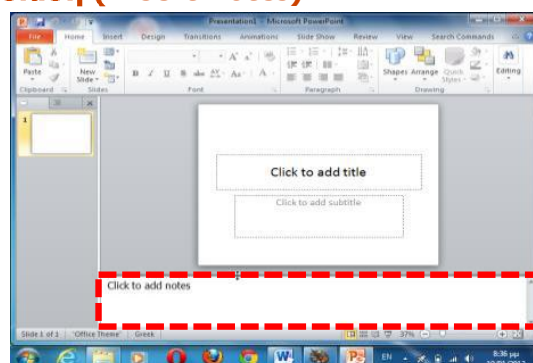 Presentation1 - Microsoft PowerPoint
File Home Insert Design Transitions Animations Slide Show Review View Search Commands
Paste
New
Slide
Shapes Arrange Quick
Styles
Editing
Clipboard Slides Font Paragraph Drawing
1
Click to add title
Click to add subtitle
Click to add notes
Slide 1 of 1 "Office Theme" Greek 37%
EN 8:36 μμ